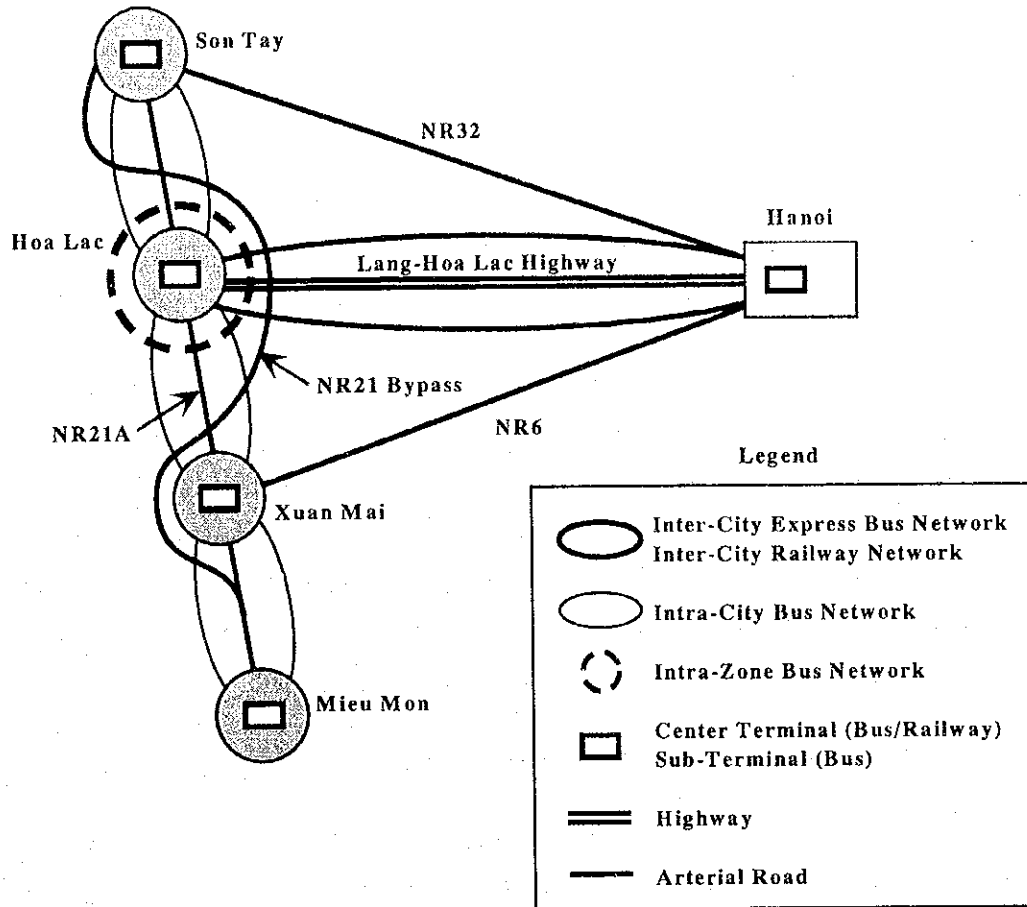 Son Tay
NR32
Hanoi
Hoa Lac
Lang-Hoa Lac Highway
NR21 Bypass
NR21A
NR6
Xuan Mai
Mieu Mon
Legend
Inter-City Express Bus Network
Inter-City Railway Network
Intra-City Bus Network
Intra-Zone Bus Network
Center Terminal (Bus/Railway)
Sub-Terminal (Bus)
Highway
Arterial Road